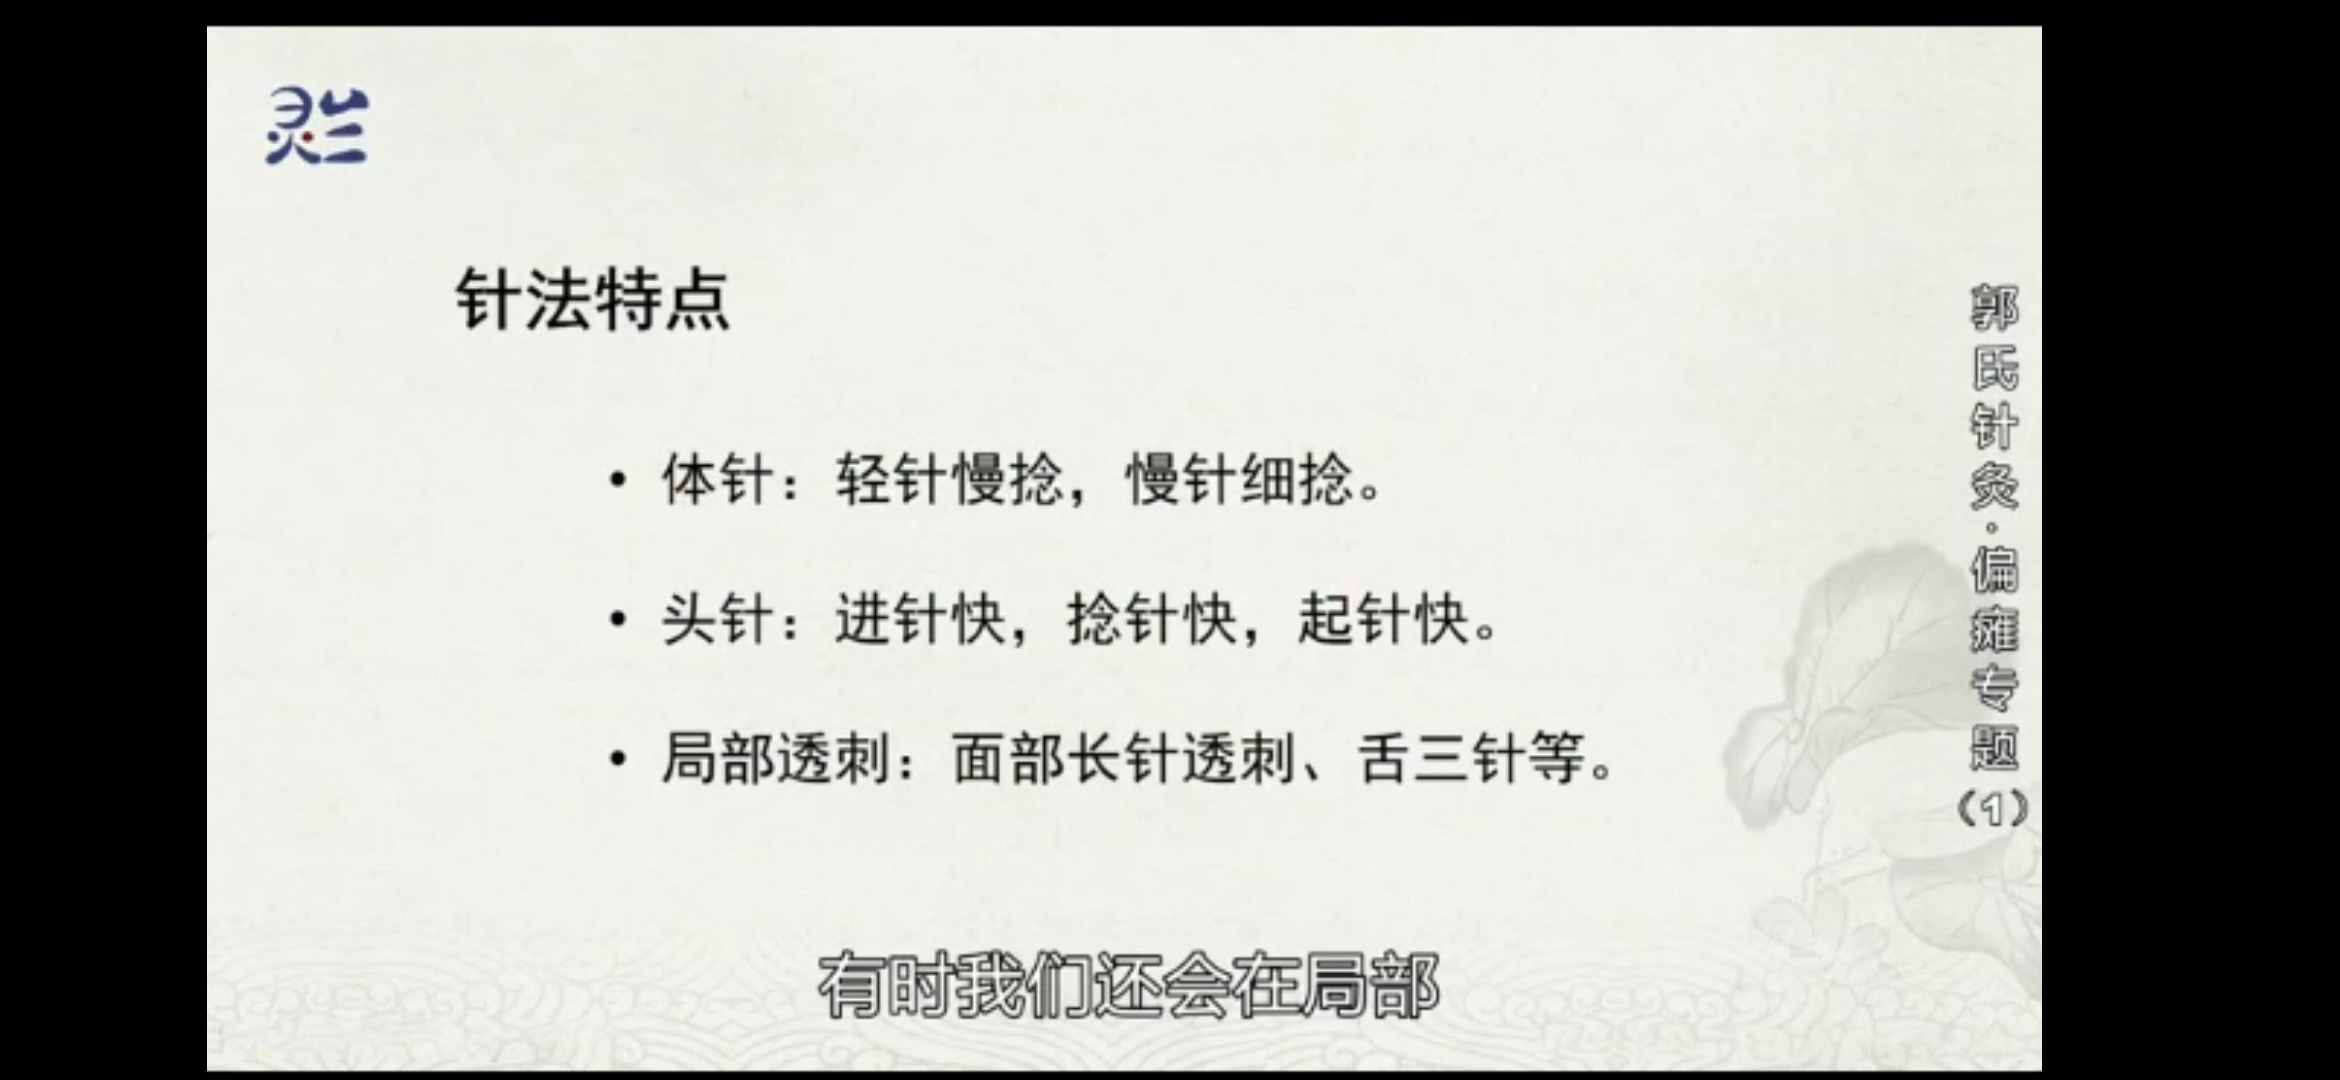 灵兰
针法特点
• 体针：轻针慢捻，慢针细捻。
• 头针：进针快，捻针快，起针快。
• 局部透刺：面部长针透刺、舌三针等。
郭氏针灸·偏瘫专题（1）
有时我们还会在局部